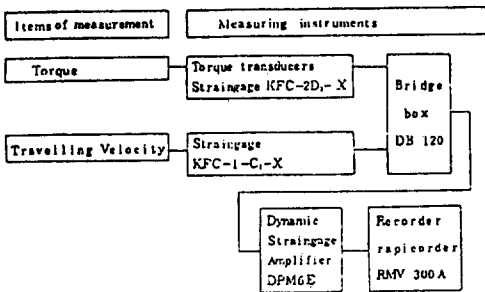 Items of measurement
Measuring instruments
Torque
Torque transducers
Straingage KFC-2D₁-X
Bridge
box
DB 120
Travelling Velocity
Straingage
KFC-1-C₁-X
Dynamic
Straingage
Amplifier
DPM6E
Recorder
rapicorder
RMV 300A